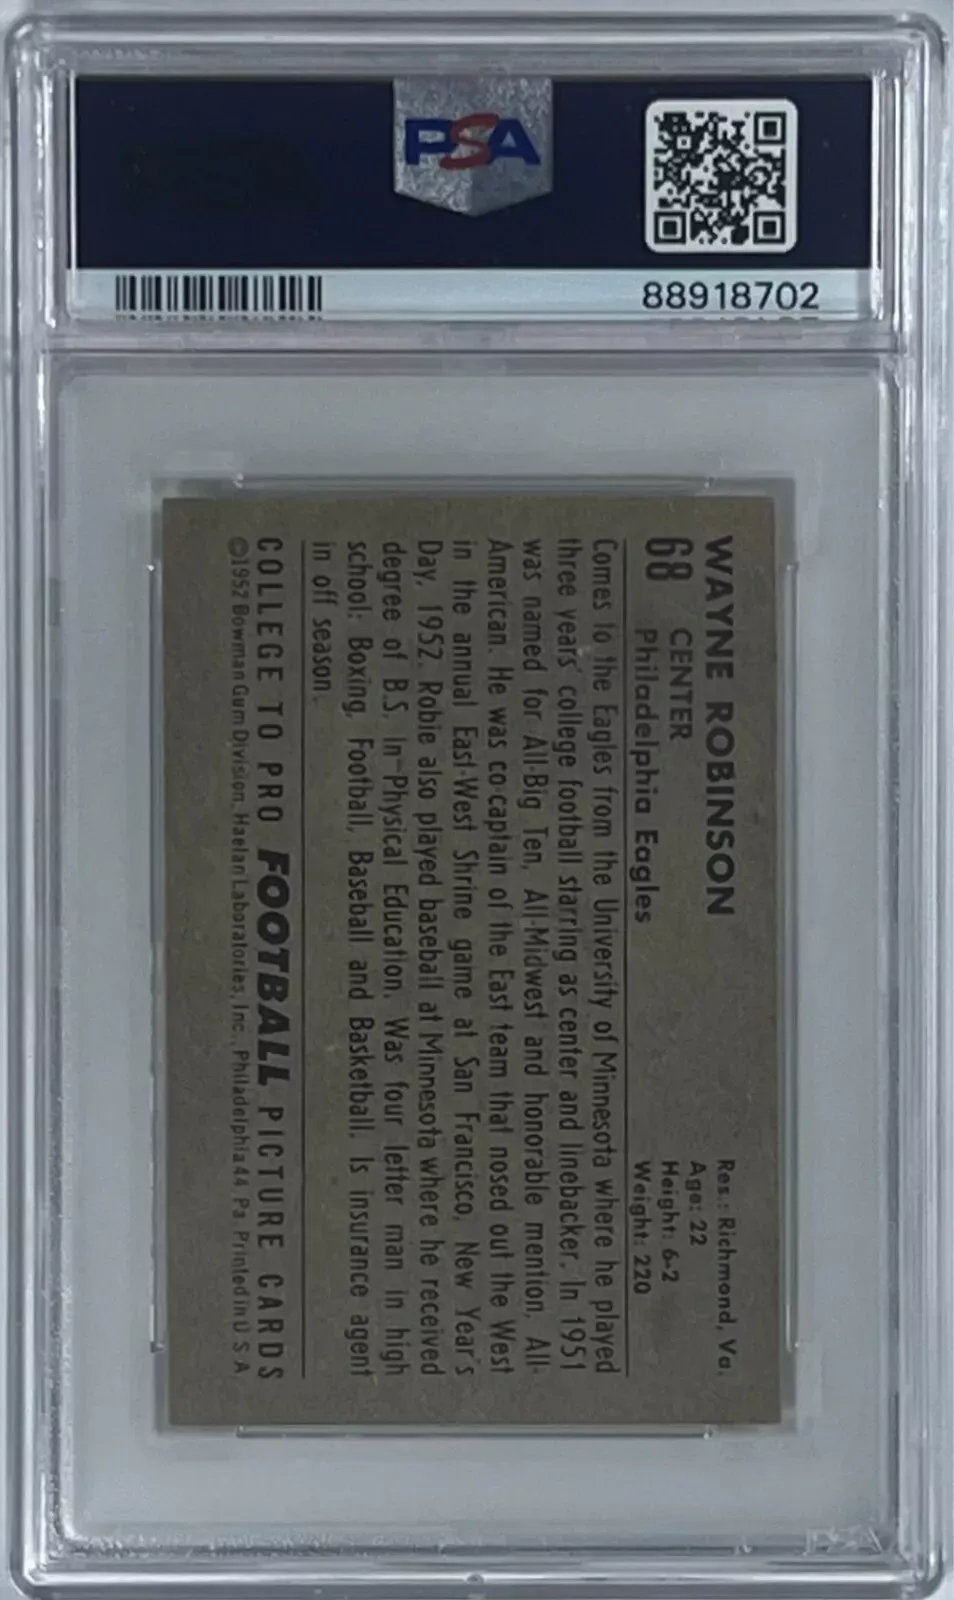 PSA
88918702
WAYNE ROBINSON
68 CENTER
Philadelphia Eagles
Res.: Richmond, Va.
Age: 22
Height: 6-2
Weight: 220
Comes to the Eagles from the University of Minnesota where he played
three years' college football starring as center and linebacker. In 1951
was named for All-Big Ten, All-Midwest and honorable mention, All-
American. He was co-captain of the East team that nosed out the West
in the annual East-West Shrine game at San Francisco, New Year's
Day, 1952. Robie also played baseball at Minnesota where he received
degree of B.S. in Physical Education. Was four letter man in high
school: Boxing, Football, Baseball and Basketball. Is insurance agent
in off season.
COLLEGE TO PRO FOOTBALL PICTURE CARDS
©1952 Bowman Gum Division, Haelan Laboratories, Inc., Philadelphia 44 Pa. Printed in U S A